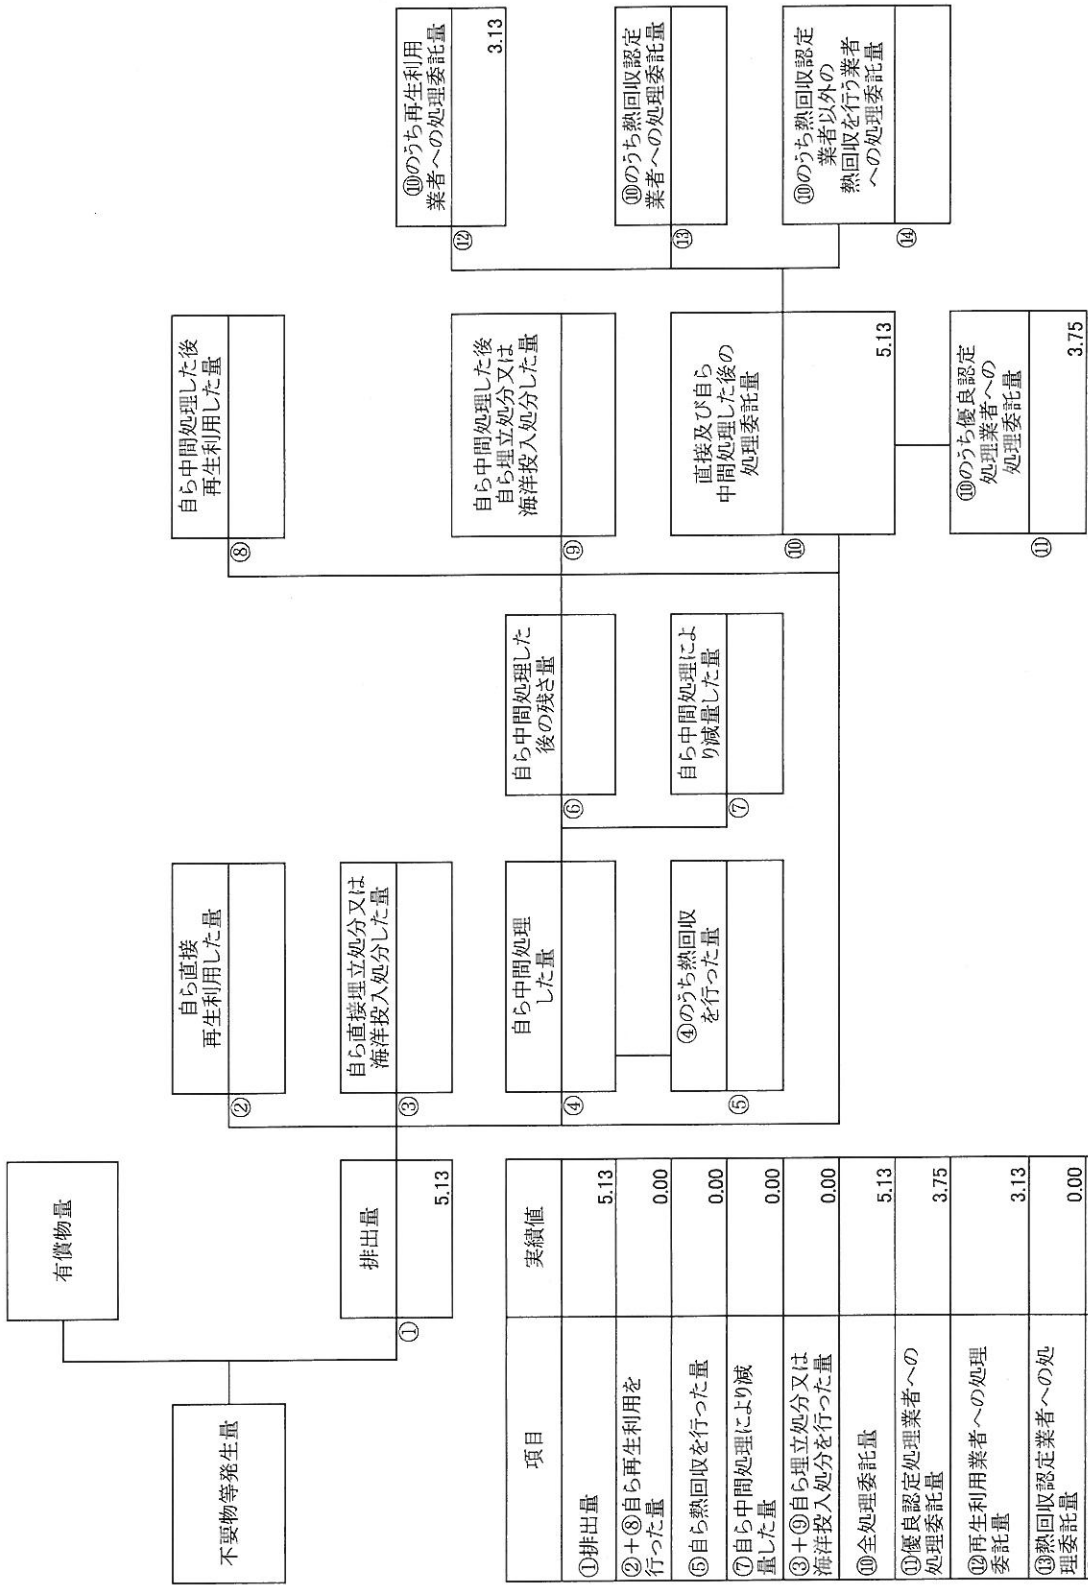 有償物量
不要物等発生量
排出量
①
5.13
自ら直接
再生利用した量
②
自ら直接埋立処分又は
海洋投入処分した量
③
自ら中間処理
した量
④
④のうち熱回収
を行った量
⑤
自ら中間処理した
後の残さ量
⑥
自ら中間処理によ
り減量した量
⑦
自ら中間処理した後
再生利用した量
⑧
自ら中間処理した後
自ら埋立処分又は
海洋投入処分した量
⑨
直接及び自ら
中間処理した後の
処理委託量
⑩
5.13
⑩のうち優良認定
処理業者への
処理委託量
⑪
3.75
⑩のうち再生利用
業者への処理委託量
⑫
3.13
⑩のうち熱回収認定
業者への処理委託量
⑬
⑩のうち熱回収認定
業者以外の
熱回収を行う業者
への処理委託量
⑭
項目 実績値
①排出量 5.13
②+⑧自ら再生利用を
行った量 0.00
⑤自ら熱回収を行った量 0.00
⑦自ら中間処理により減
量した量 0.00
③+⑨自ら埋立処分又は
海洋投入処分を行った量 0.00
⑩全処理委託量 5.13
⑪優良認定処理業者への
処理委託量 3.75
⑫再生利用業者への処理
委託量 3.13
⑬熱回収認定業者への処
理委託量 0.00